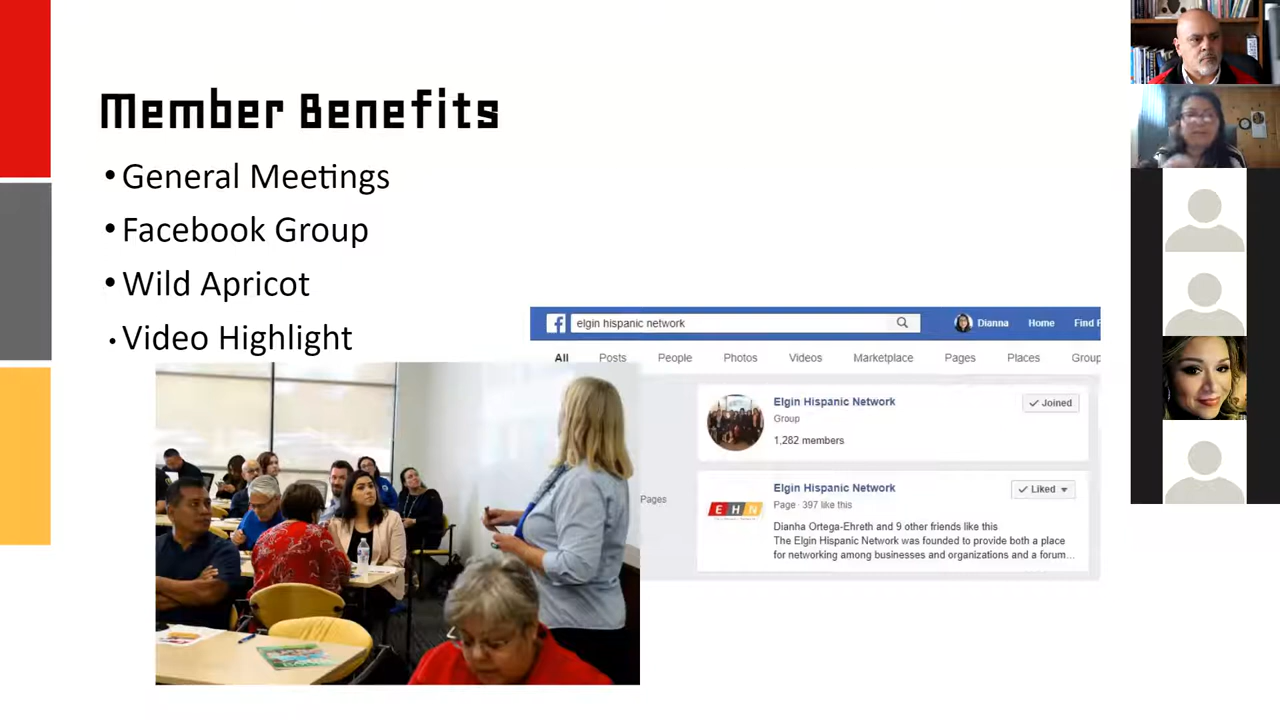 Member Benefits
• General Meetings
• Facebook Group
• Wild Apricot
• Video Highlight
elgin hispanic network
Dianna Home Find F
All Posts People Photos Videos Marketplace Pages Places Group
Elgin Hispanic Network
Joined
Group
1,282 members
Pages
Elgin Hispanic Network
Liked
Page · 397 like this
EHN
Dianha Ortega-Ehreth and 9 other friends like this
The Elgin Hispanic Network was founded to provide both a
place for networking among businesses and organizations and a forum...